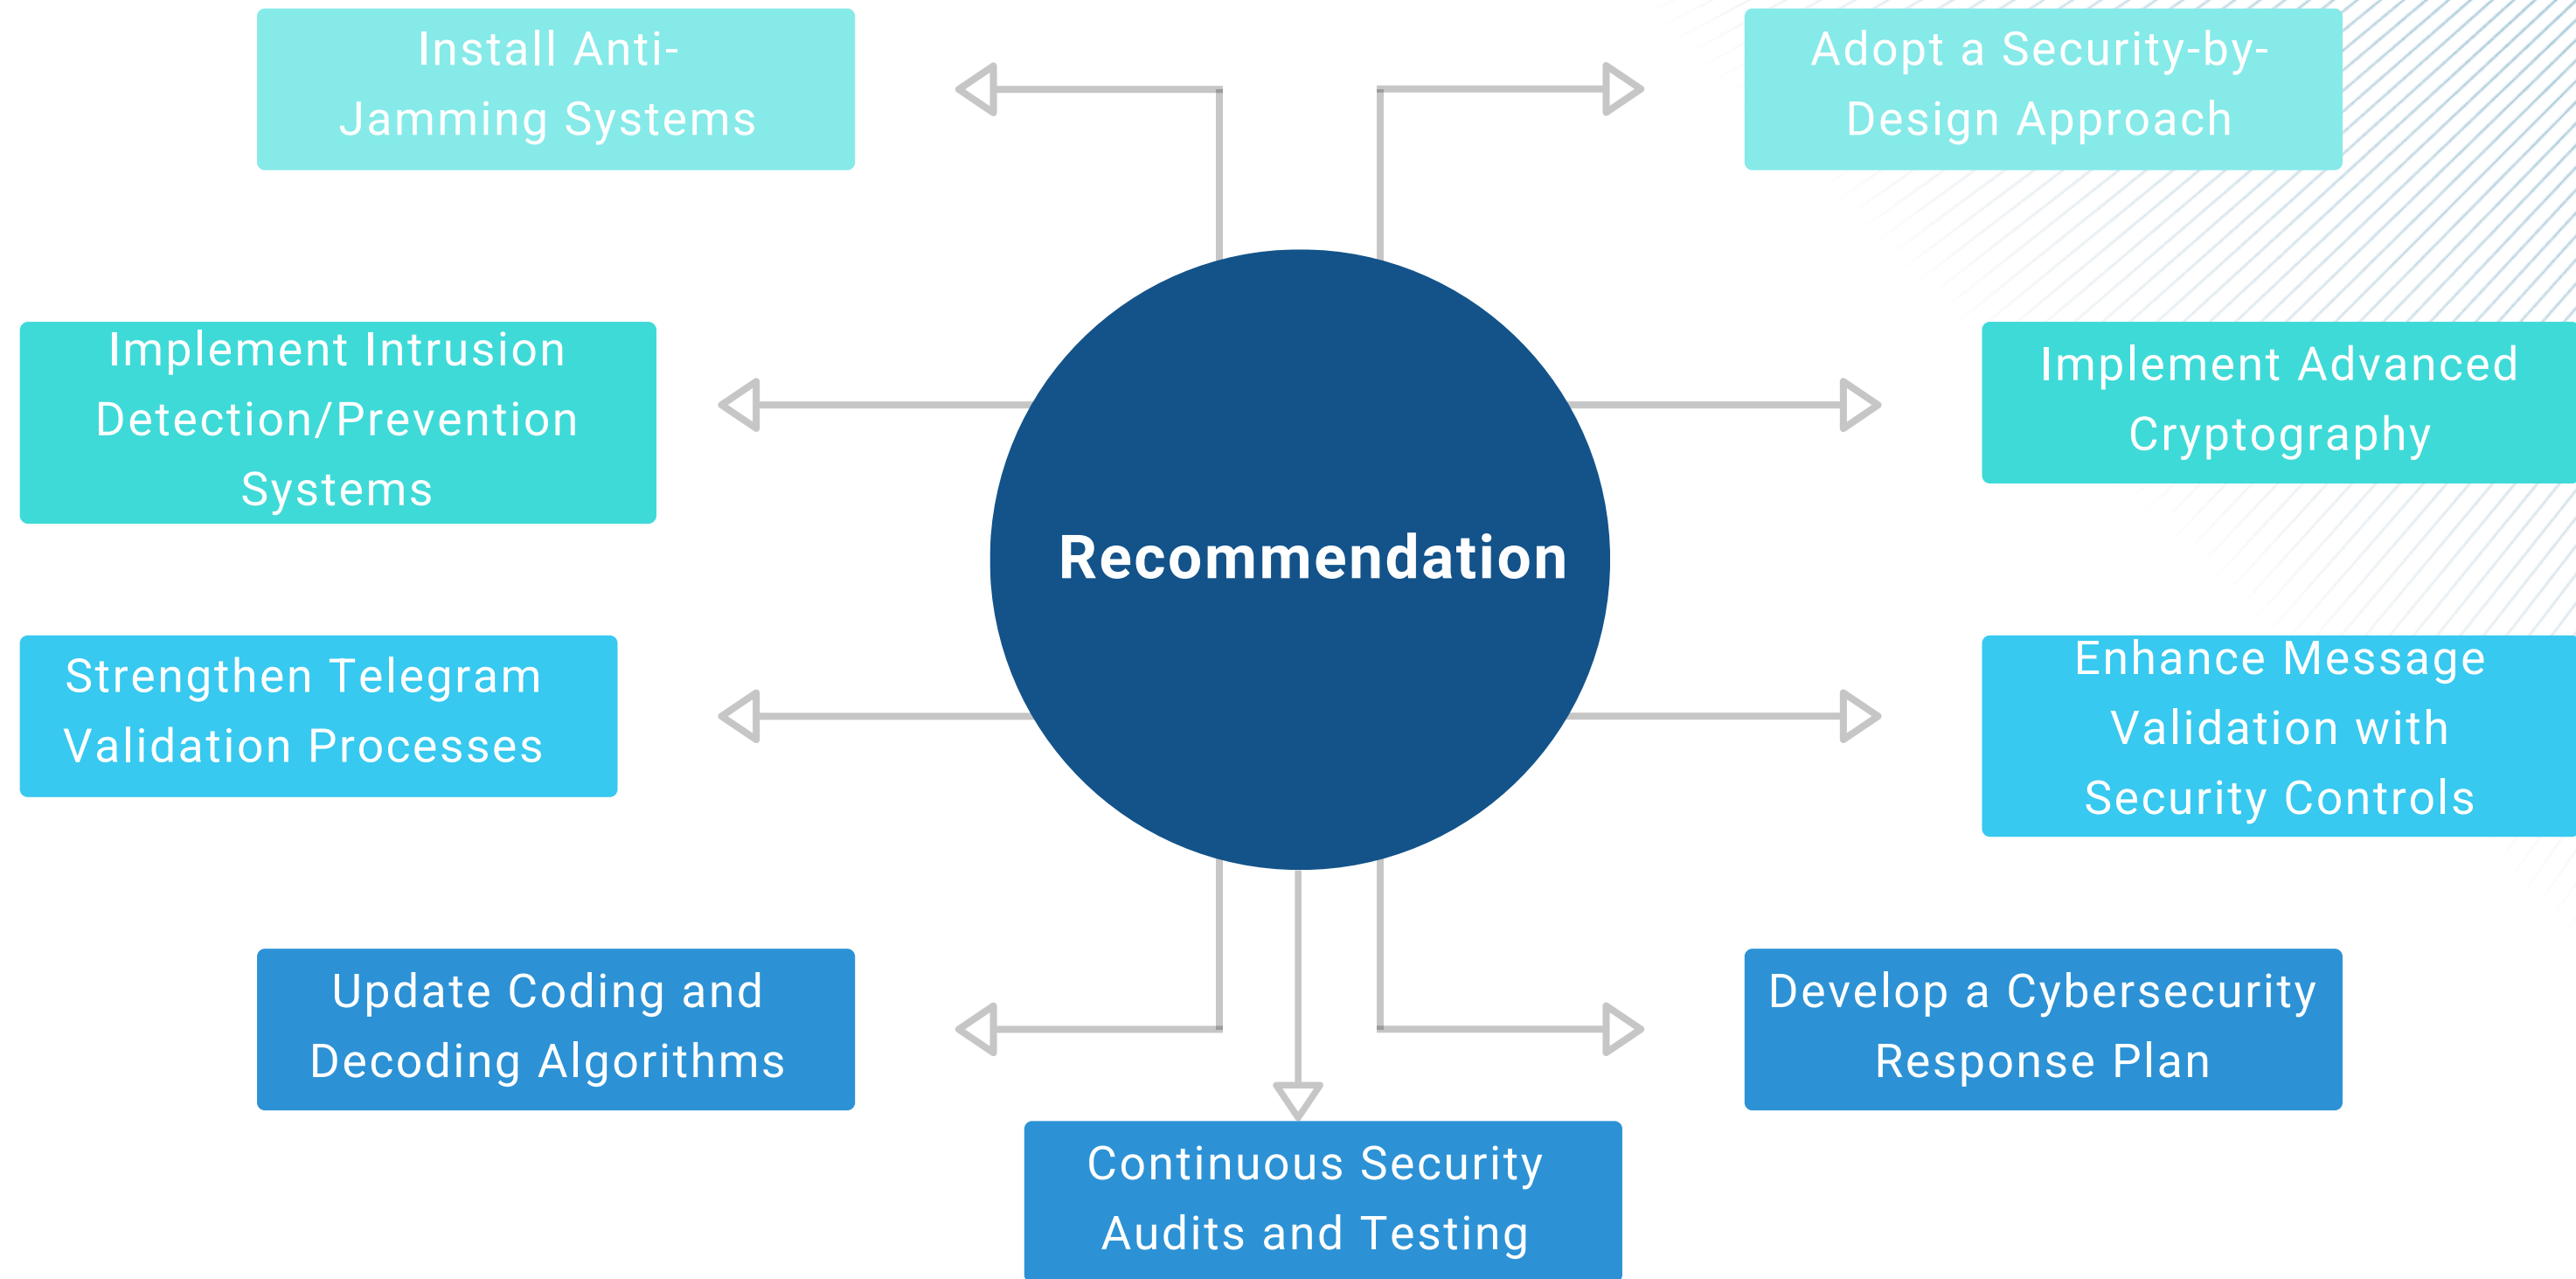 Install Anti-
Jamming Systems
Adopt a Security-by-
Design Approach
Implement Intrusion
Detection/Prevention
Systems
Implement Advanced
Cryptography
Recommendation
Strengthen Telegram
Validation Processes
Enhance Message
Validation with
Security Controls
Update Coding and
Decoding Algorithms
Develop a Cybersecurity
Response Plan
Continuous Security
Audits and Testing